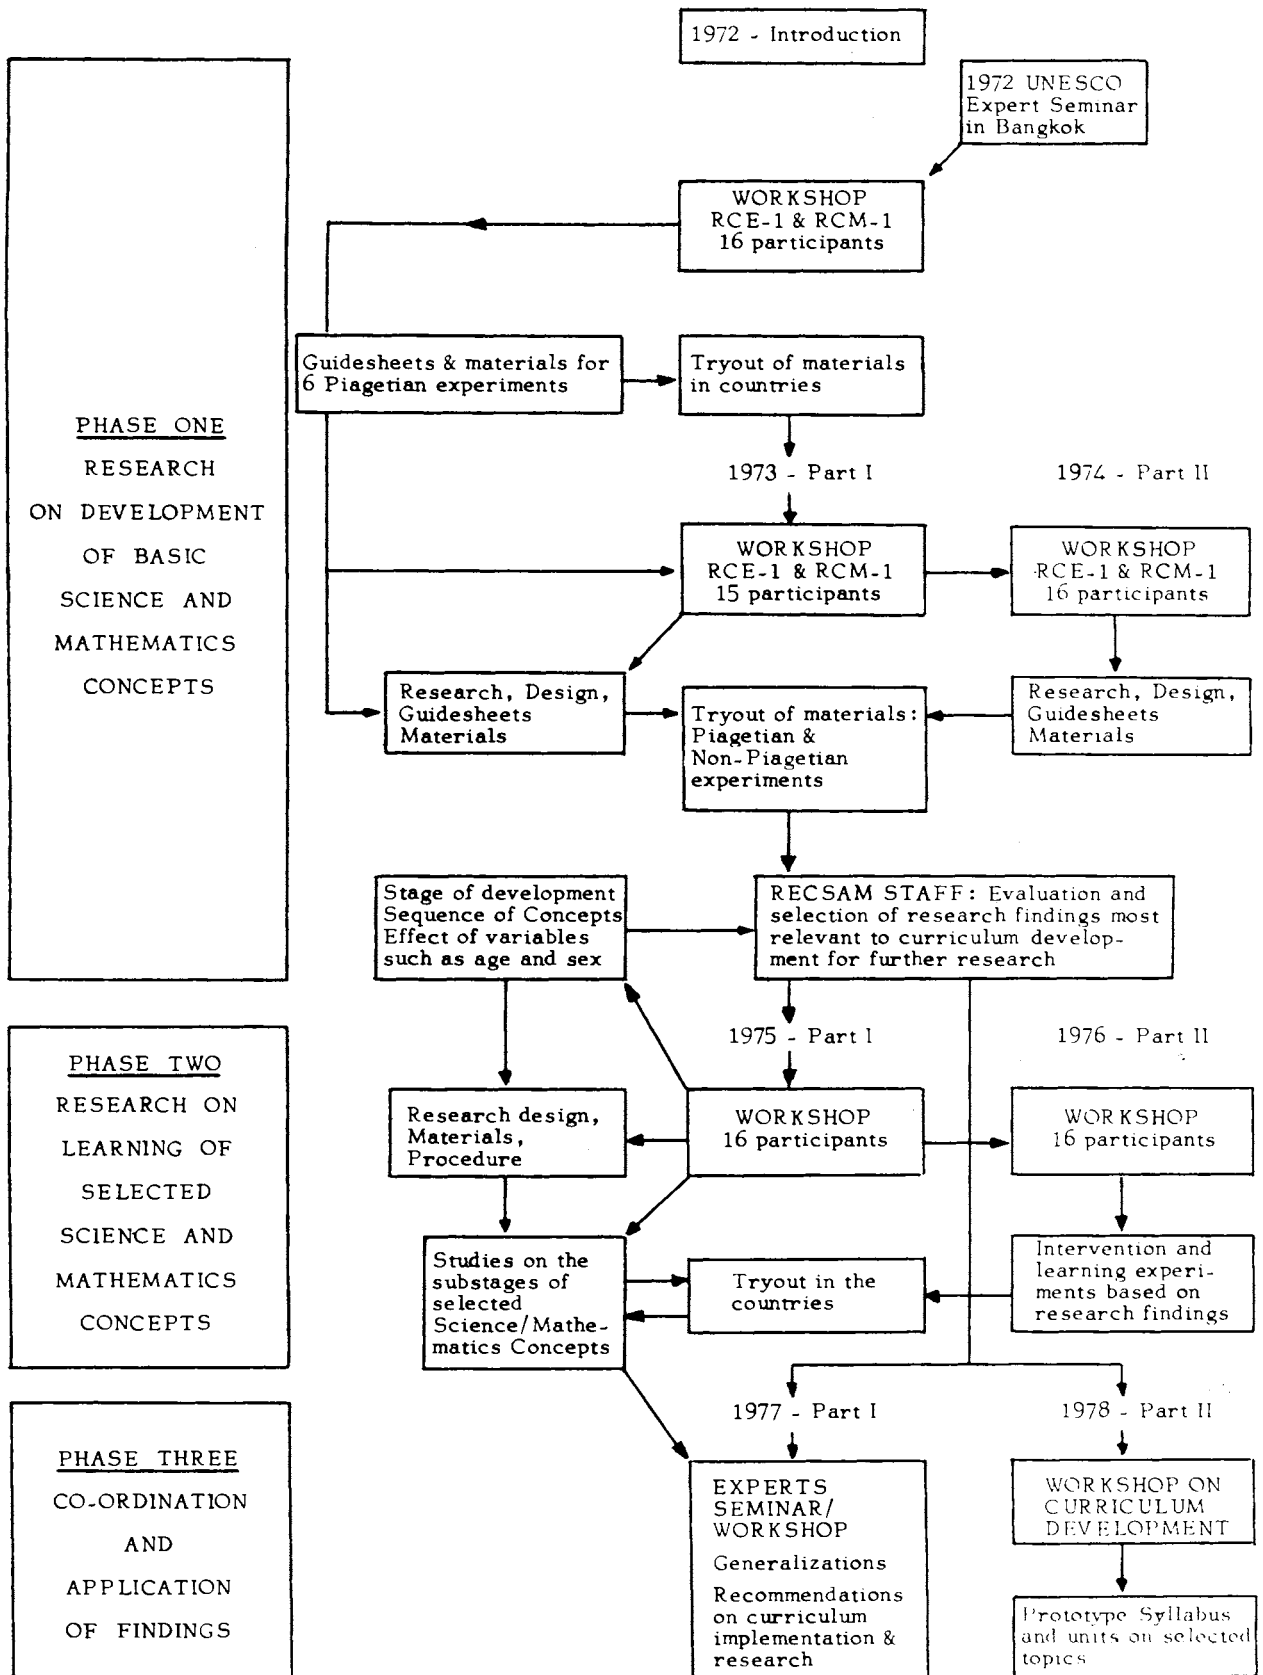 1972 - Introduction
1972 UNESCO
Expert Seminar
in Bangkok
WORKSHOP
RCE-1 & RCM-1
16 participants
Guidesheets & materials for
6 Piagetian experiments
Tryout of materials
in countries
PHASE ONE
RESEARCH
ON DEVELOPMENT
OF BASIC
SCIENCE AND
MATHEMATICS
CONCEPTS
1973 - Part I
1974 - Part II
WORKSHOP
RCE-1 & RCM-1
15 participants
WORKSHOP
RCE-1 & RCM-1
16 participants
Research, Design,
Guidesheets
Materials
Tryout of materials:
Piagetian &
Non-Piagetian
experiments
Research, Design,
Guidesheets
Materials
Stage of development
Sequence of Concepts
Effect of variables
such as age and sex
RECSAM STAFF: Evaluation and
selection of research findings most
relevant to curriculum develop-
ment for further research
PHASE TWO
RESEARCH ON
LEARNING OF
SELECTED
SCIENCE AND
MATHEMATICS
CONCEPTS
1975 - Part I
1976 - Part II
Research design,
Materials,
Procedure
WORKSHOP
16 participants
WORKSHOP
16 participants
Studies on the
substages of
selected
Science/Mathe-
matics Concepts
Tryout in the
countries
Intervention and
learning experi-
ments based on
research findings
PHASE THREE
CO-ORDINATION
AND
APPLICATION
OF FINDINGS
1977 - Part I
1978 - Part II
EXPERTS
SEMINAR/
WORKSHOP
Generalizations
Recommendations
on curriculum
implementation &
research
WORKSHOP ON
CURRICULUM
DEVELOPMENT
Prototype Syllabus
and units on selected
topics